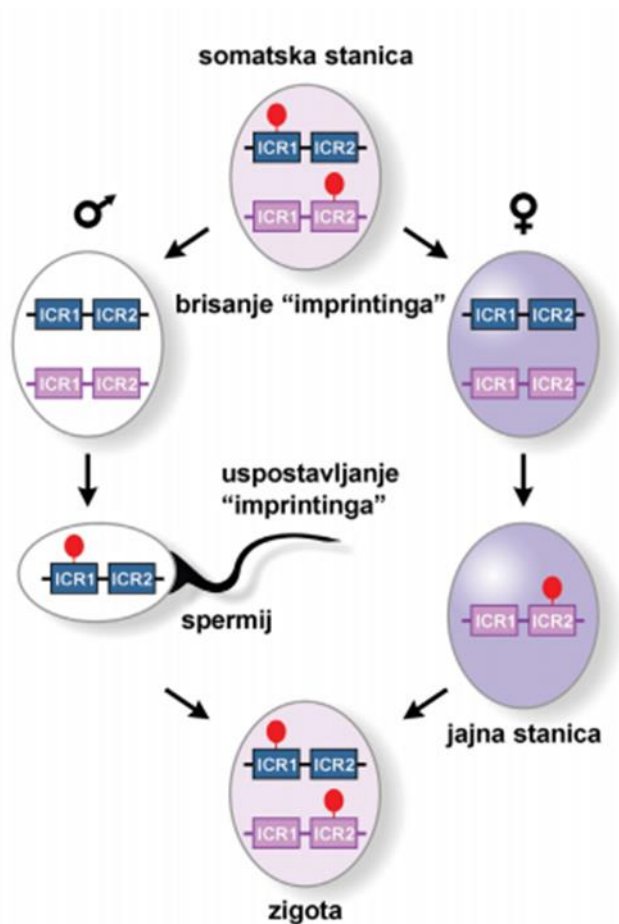 somatska stanica
ICR1 ICR2
ICR1 ICR2
brisanje “imprintinga”
ICR1 ICR2
ICR1 ICR2
ICR1 ICR2
ICR1 ICR2
uspostavljanje
“imprintinga”
ICR1 ICR2
spermij
ICR1 ICR2
jajna stanica
ICR1 ICR2
ICR1 ICR2
zigota